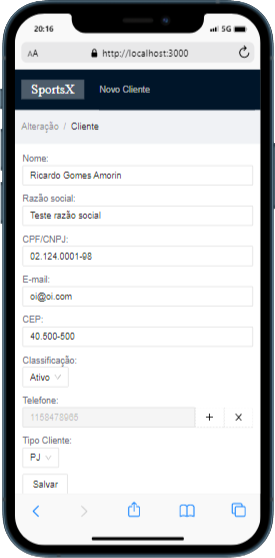 20:16
5G
AA http://localhost:3000
SportsX Novo Cliente
Alteração / Cliente
Nome:
Ricardo Gomes Amorin
Razão social:
Teste razão social
CPF/CNPJ:
02.124.0001-98
E-mail:
oi@oi.com
CEP:
40.500-500
Classificação:
Ativo
Telefone:
1158478965 + X
Tipo Cliente:
PJ
Salvar